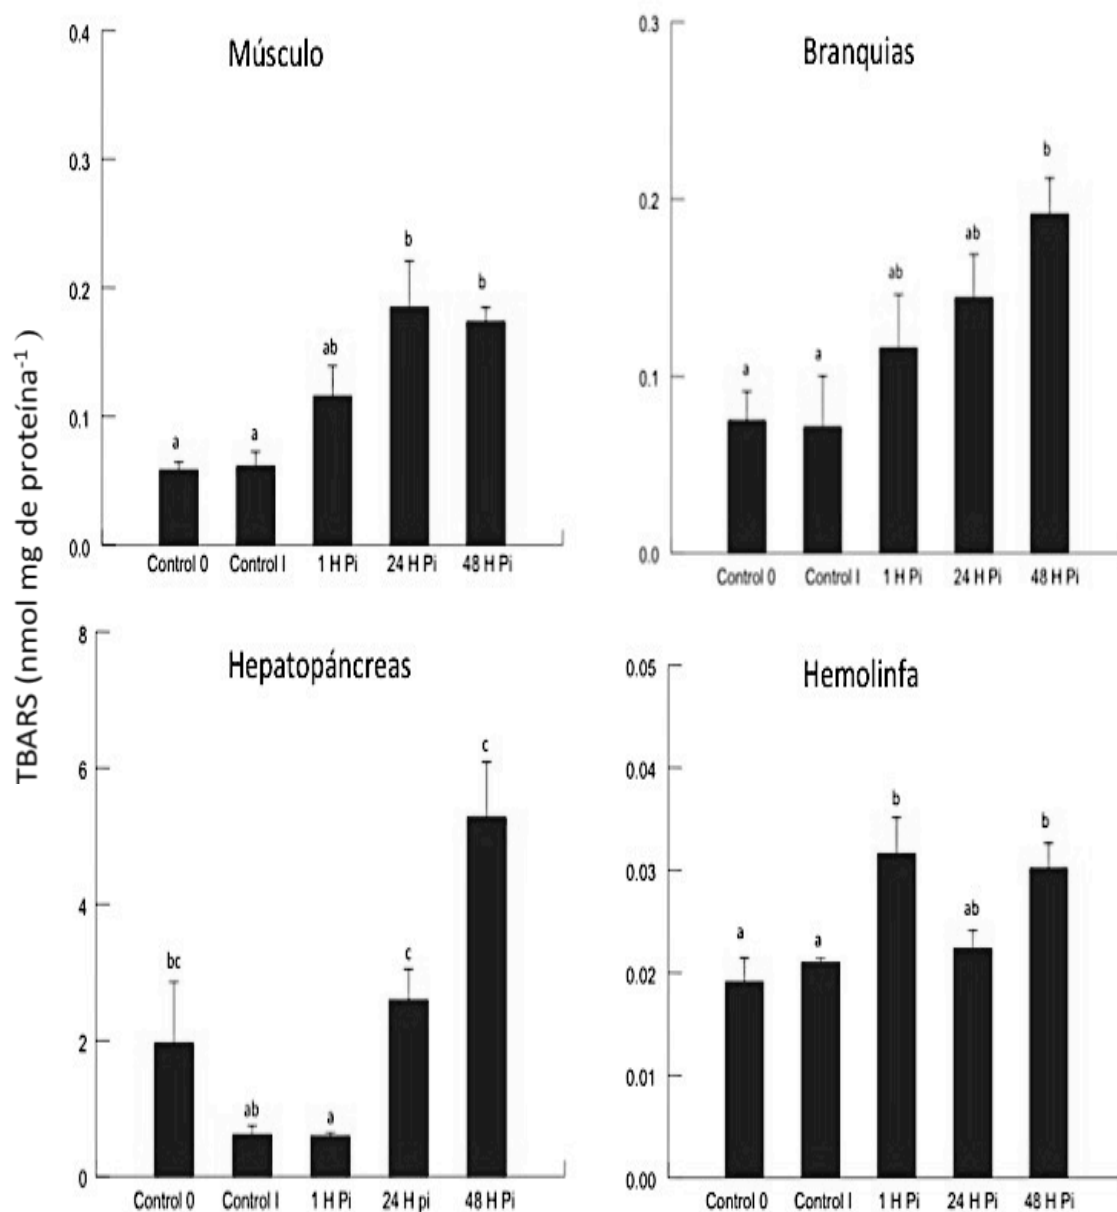 TBARS (nmol mg de proteína⁻¹ )
Músculo
0.4
0.3
0.2
0.1
0.0
a
a
ab
b
b
Control 0 Control I 1 H Pi 24 H Pi 48 H Pi
Branquias
0.3
0.2
0.1
0.0
a
a
ab
ab
b
Control 0 Control I 1 H Pi 24 H Pi 48 H Pi
Hepatopáncreas
8
6
4
2
0
bc
ab
a
c
c
Control 0 Control I 1 H Pi 24 H pi 48 H Pi
Hemolinfa
0.05
0.04
0.03
0.02
0.01
0.00
a
a
b
ab
b
Control 0 Control I 1 H Pi 24 H Pi 48 H Pi